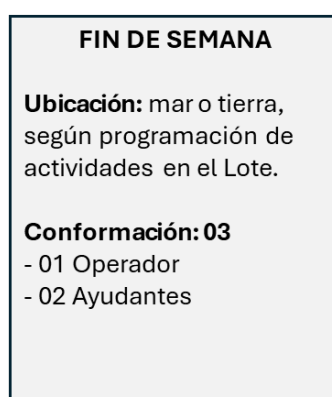 FIN DE SEMANA
Ubicación: mar o tierra,
según programación de
actividades en el Lote.
Conformación: 03
- 01 Operador
- 02 Ayudantes